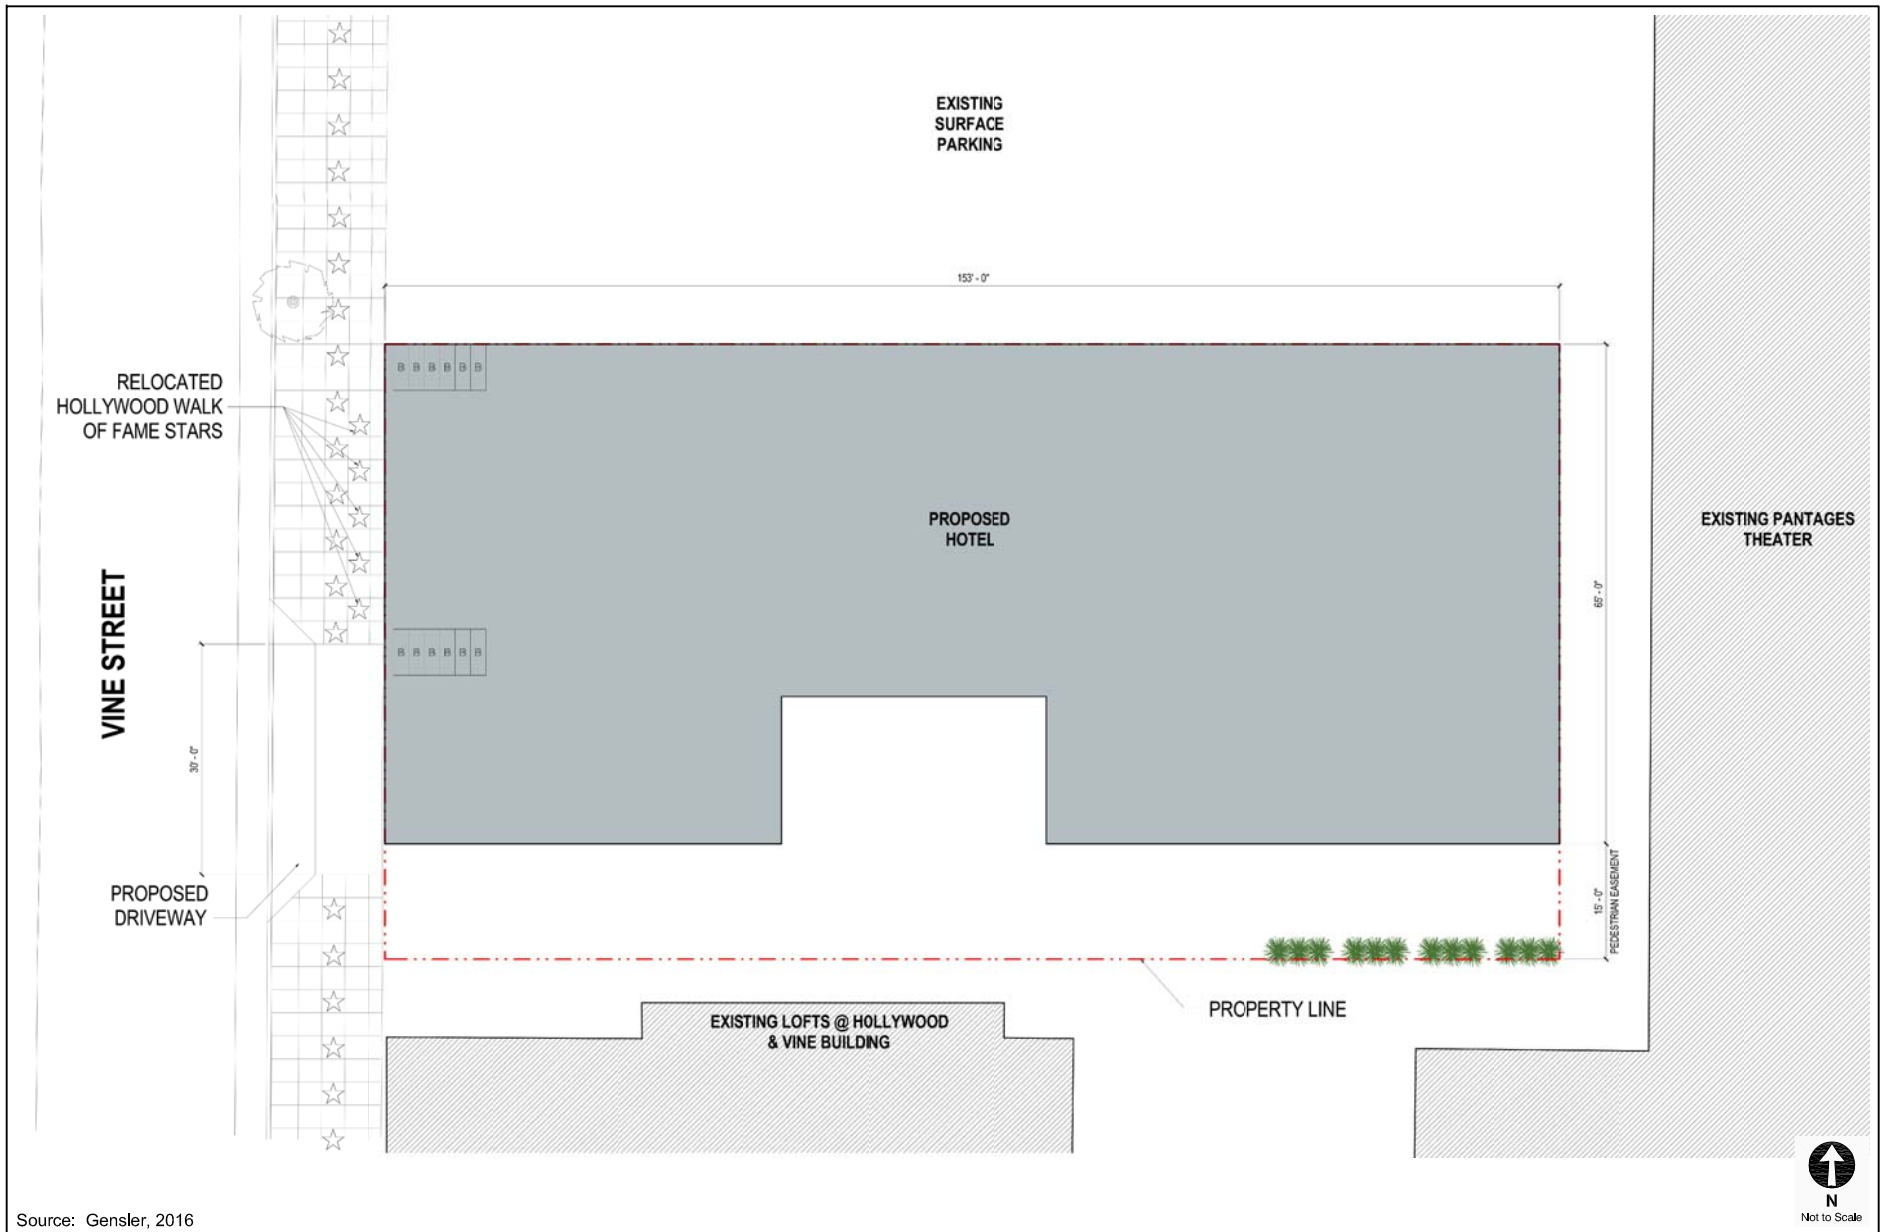 EXISTING
SURFACE
PARKING
153' - 0"
RELOCATED
HOLLYWOOD WALK
OF FAME STARS
B B B B B B
PROPOSED
HOTEL
EXISTING PANTAGES
THEATER
VINE STREET
65' - 0"
B B B B B B
30' - 0"
PROPOSED
DRIVEWAY
15' - 0"
PEDESTRIAN EASEMENT
PROPERTY LINE
EXISTING LOFTS @ HOLLYWOOD
& VINE BUILDING
N
Not to Scale
Source: Gensler, 2016